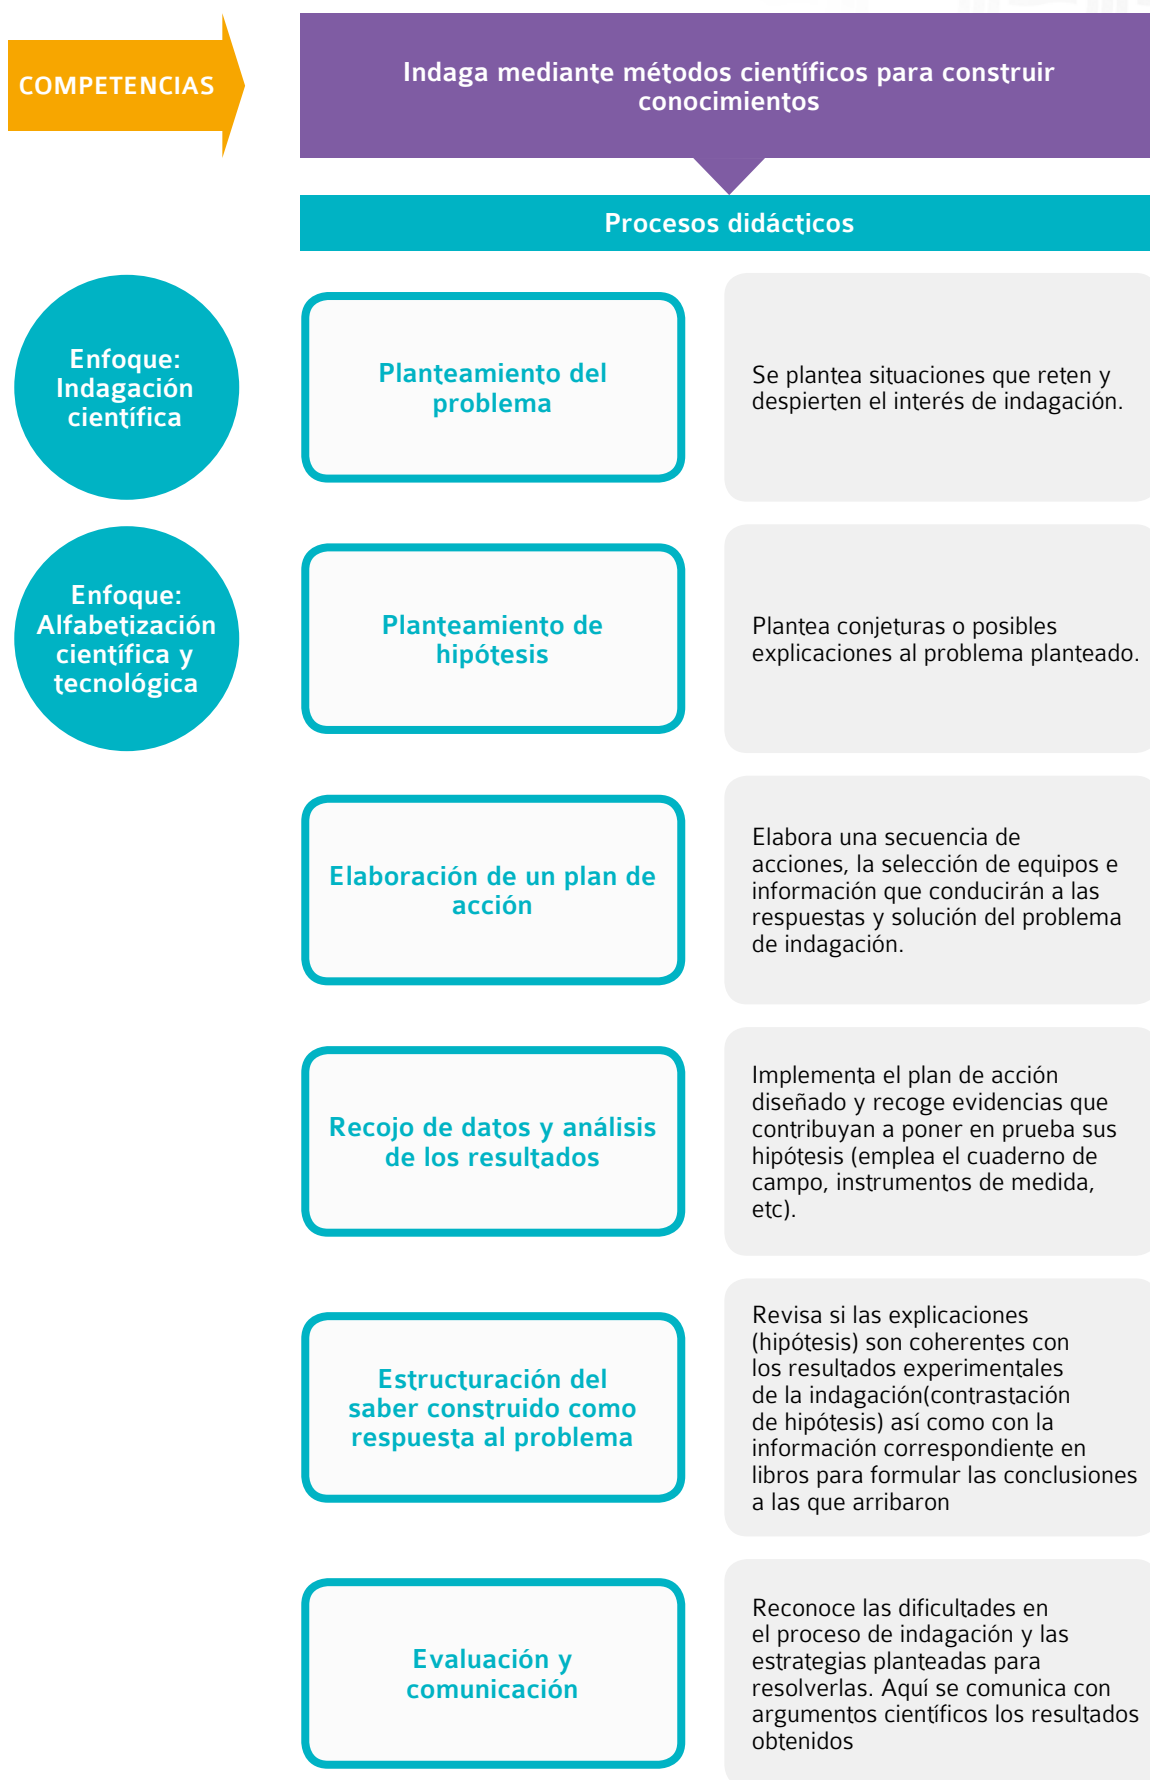 COMPETENCIAS
Indaga mediante métodos científicos para construir
conocimientos
Procesos didácticos
Enfoque:
Indagación
científica
Planteamiento del
problema
Se plantea situaciones que reten y
despierten el interés de indagación.
Enfoque:
Alfabetización
científica y
tecnológica
Planteamiento de
hipótesis
Plantea conjeturas o posibles
explicaciones al problema planteado.
Elaboración de un plan de
acción
Elabora una secuencia de
acciones, la selección de equipos e
información que conducirán a las
respuestas y solución del problema
de indagación.
Recojo de datos y análisis
de los resultados
Implementa el plan de acción
diseñado y recoge evidencias que
contribuyan a poner en prueba sus
hipótesis (emplea el cuaderno de
campo, instrumentos de medida,
etc).
Estructuración del
saber construido como
respuesta al problema
Revisa si las explicaciones
(hipótesis) son coherentes con
los resultados experimentales
de la indagación(contrastación
de hipótesis) así como con la
información correspondiente en
libros para formular las conclusiones
a las que arribaron
Evaluación y
comunicación
Reconoce las dificultades en
el proceso de indagación y las
estrategias planteadas para
resolverlas. Aquí se comunica con
argumentos científicos los resultados
obtenidos